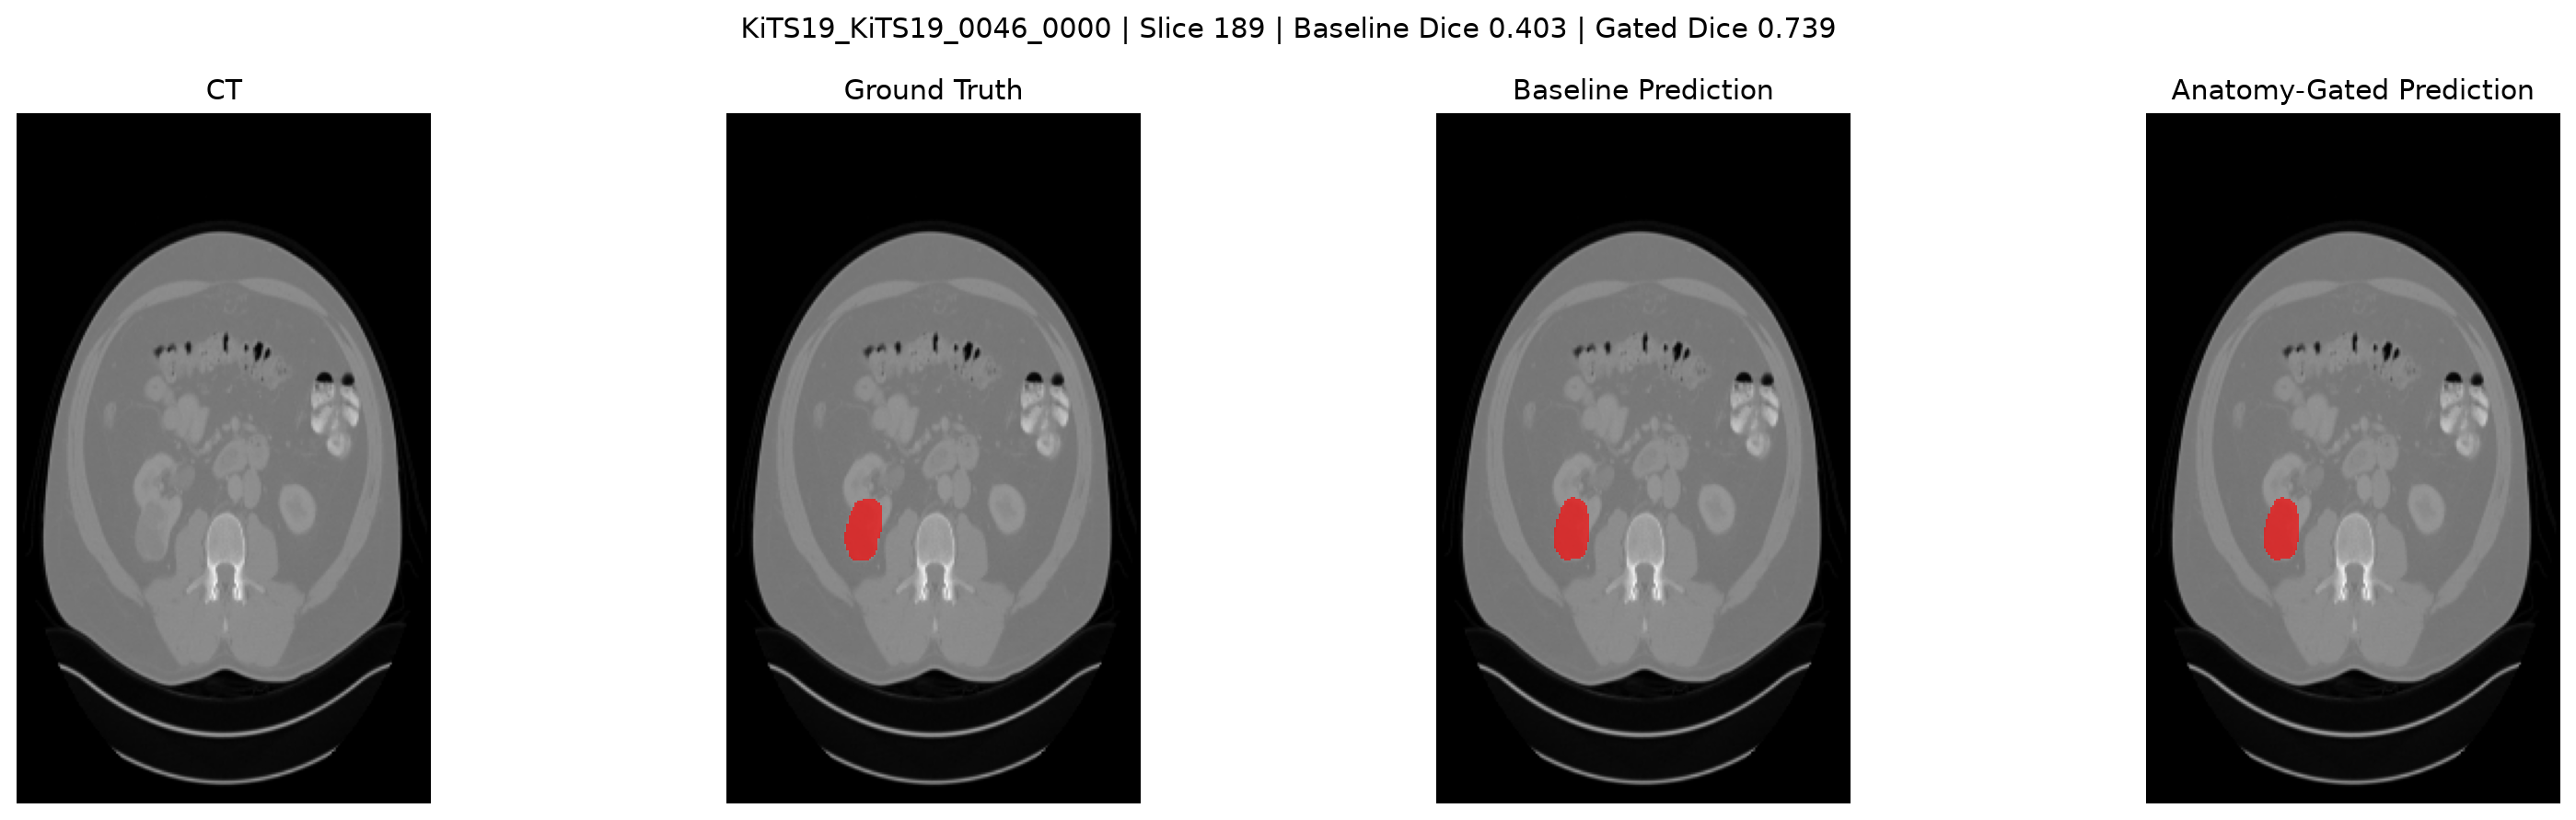 KiTS19_KiTS19_0046_0000 | Slice 189 | Baseline Dice 0.403 | Gated Dice 0.739
CT
Ground Truth
Baseline Prediction
Anatomy-Gated Prediction